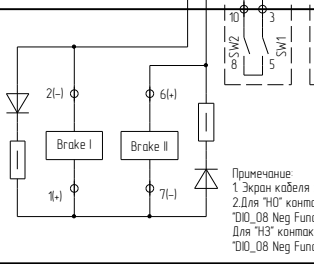 10 3
SW2
SW1
8 5
2(-) 6(+)
Brake I Brake II
1(+) 7(-)
Примечание:
1. Экран кабеля
2.Для "НО" конта
"DIO_08 Neg Func
Для "НЗ" контак
"DIO_08 Neg Func